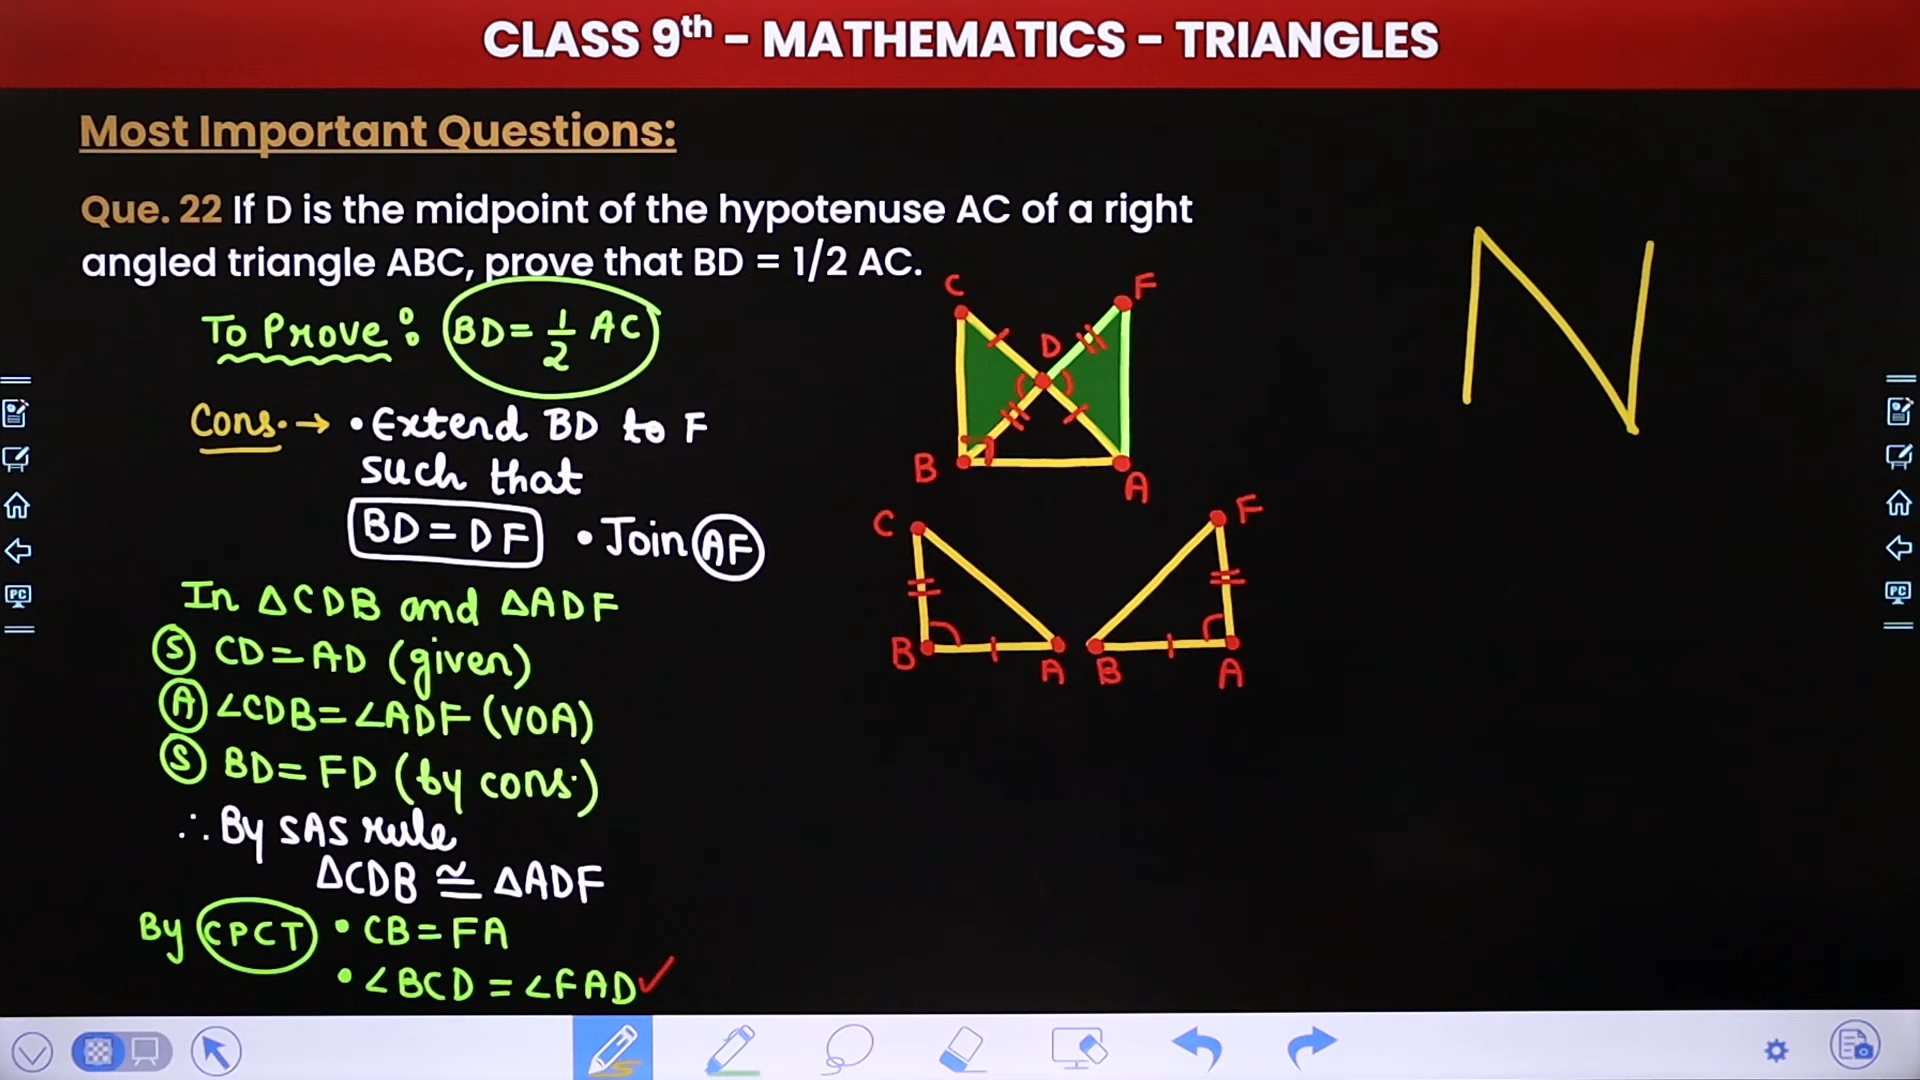 CLASS 9th - MATHEMATICS - TRIANGLES
Most Important Questions:
Que. 22 If D is the midpoint of the hypotenuse AC of a right
angled triangle ABC, prove that BD = 1/2 AC.
To Prove : BD = 1/2 AC
Cons. → • Extend BD to F
such that
BD = DF • Join AF
In ΔCDB and ΔADF
(S) CD = AD (given)
(A) ∠CDB = ∠ADF (VOA)
(S) BD = FD (by cons.)
∴ By SAS rule
ΔCDB ≅ ΔADF
By CPCT • CB = FA
• ∠BCD = ∠FAD ✓
C F
D
B A
C F
B A B A
N
PC PC